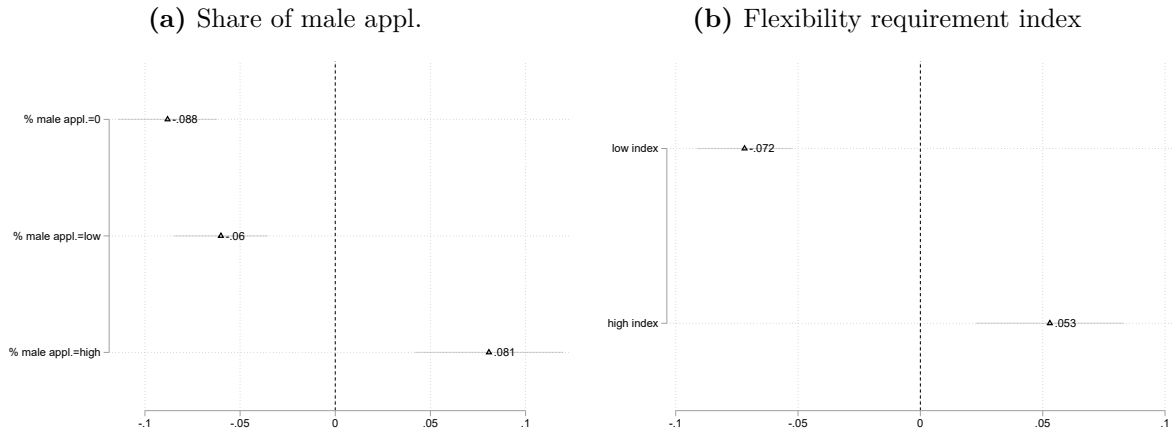 (a) Share of male appl.
% male appl.=0
-.088
% male appl.=low
-.06
% male appl.=high
.081
-.1 -.05 0 .05 .1
(b) Flexibility requirement index
low index
-.072
high index
.053
-.1 -.05 0 .05 .1